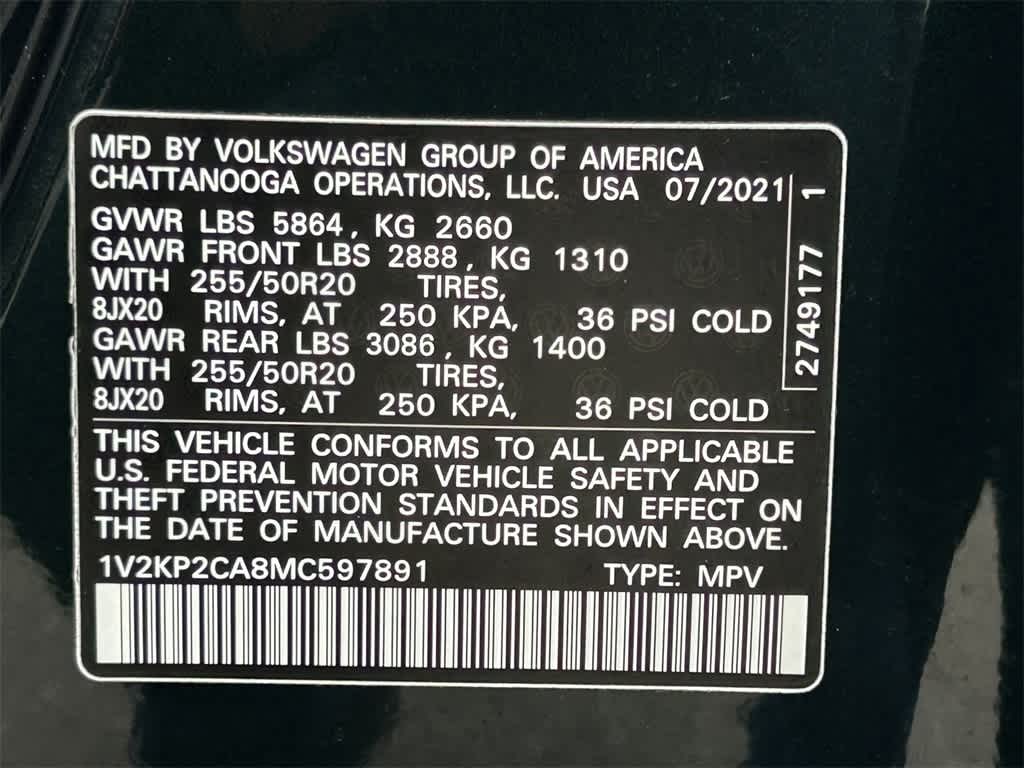 MFD BY VOLKSWAGEN GROUP OF AMERICA
CHATTANOOGA OPERATIONS, LLC. USA 07/2021
GVWR LBS 5864, KG 2660
GAWR FRONT LBS 2888, KG 1310
WITH 255/50R20 TIRES,
8JX20 RIMS, AT 250 KPA, 36 PSI COLD
GAWR REAR LBS 3086, KG 1400
WITH 255/50R20 TIRES,
8JX20 RIMS, AT 250 KPA, 36 PSI COLD
2749177 1
THIS VEHICLE CONFORMS TO ALL APPLICABLE
U.S. FEDERAL MOTOR VEHICLE SAFETY AND
THEFT PREVENTION STANDARDS IN EFFECT ON
THE DATE OF MANUFACTURE SHOWN ABOVE.
1V2KP2CA8MC597891 TYPE: MPV